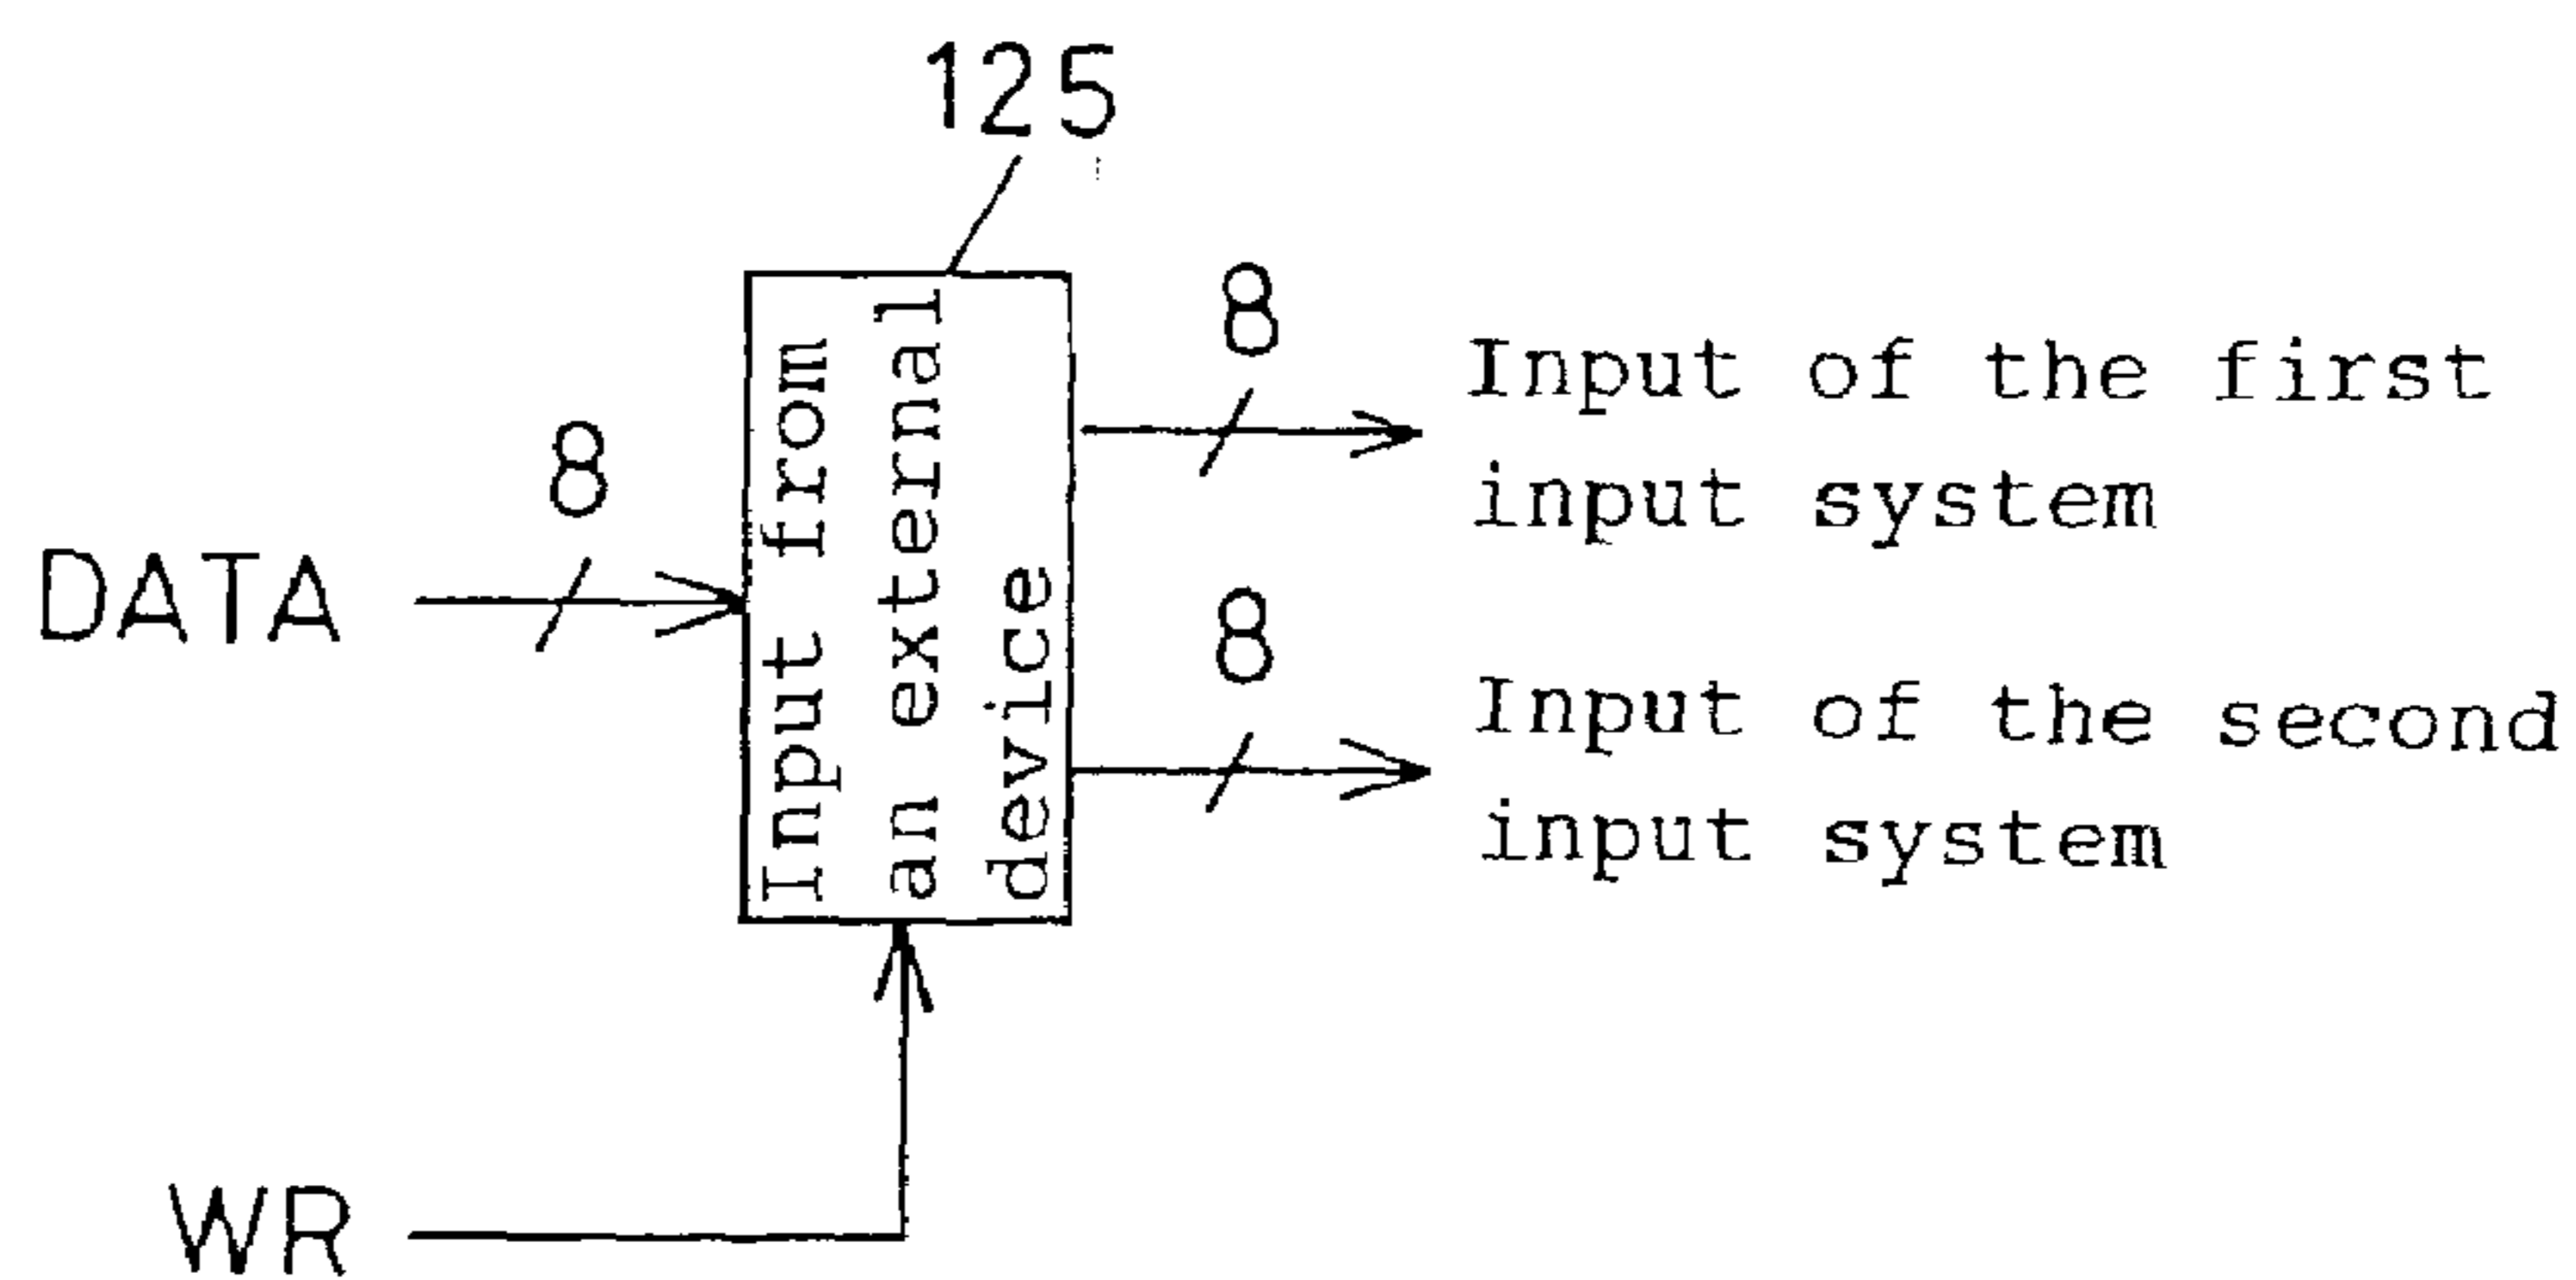 125
8
Input of the first
input system
8
DATA
Input from
an external
device
8
Input of the second
input system
WR